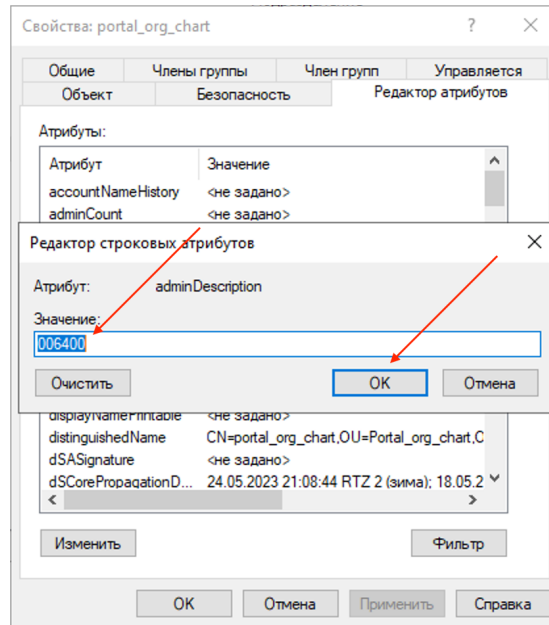 Свойства: portal_org_chart ?
Общие Члены группы Член групп Управляется
Объект Безопасность Редактор атрибутов
Атрибуты:
Атрибут Значение
accountNameHistory <не задано>
adminCount <не задано>
Редактор строковых атрибутов
Атрибут: adminDescription
Значение:
006400
Очистить ОК Отмена
displayNamePrintable <не задано>
distinguishedName CN=portal_org_chart,OU=Portal_org_chart,C
dSASignature <не задано>
dSCorePropagationD... 24.05.2023 21:08:44 RTZ 2 (зима); 18.05.2
Изменить Фильтр
ОК Отмена Применить Справка